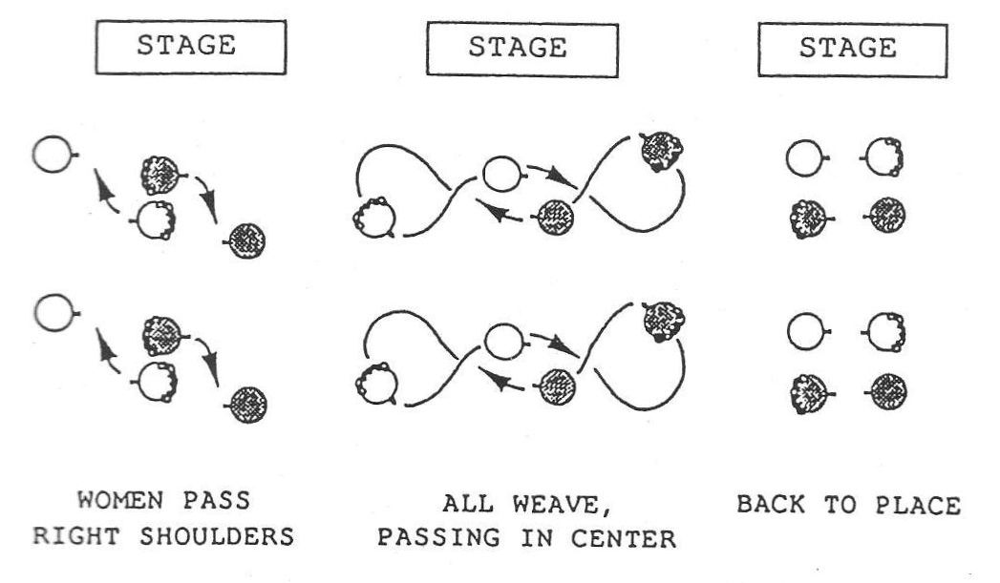 STAGE
STAGE
STAGE
WOMEN PASS
RIGHT SHOULDERS
ALL WEAVE,
PASSING IN CENTER
BACK TO PLACE